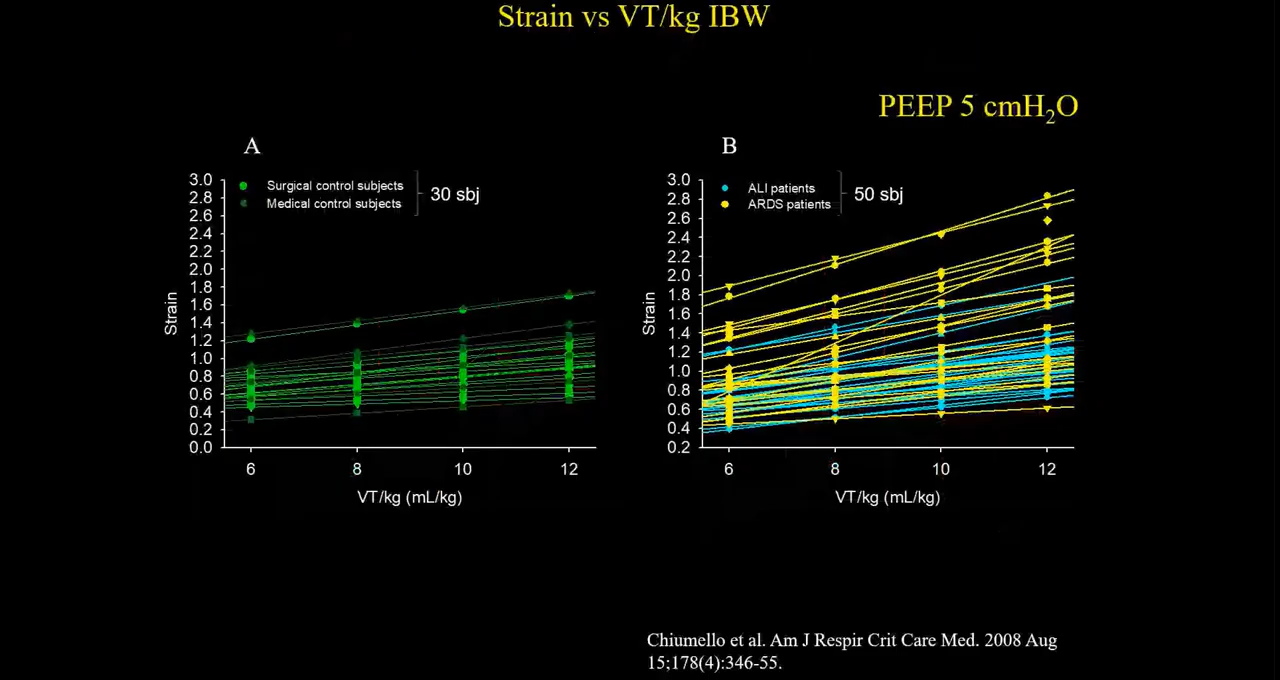 Strain vs VT/kg IBW
PEEP 5 cmH₂O
A
Surgical control subjects
Medical control subjects
30 sbj
3.0
2.8
2.6
2.4
2.2
2.0
1.8
1.6
1.4
1.2
1.0
0.8
0.6
0.4
0.2
0.0
Strain
6 8 10 12
VT/kg (mL/kg)
B
ALI patients
ARDS patients
50 sbj
3.0
2.8
2.6
2.4
2.2
2.0
1.8
1.6
1.4
1.2
1.0
0.8
0.6
0.4
0.2
Strain
6 8 10 12
VT/kg (mL/kg)
Chiumello et al. Am J Respir Crit Care Med. 2008 Aug
15;178(4):346-55.